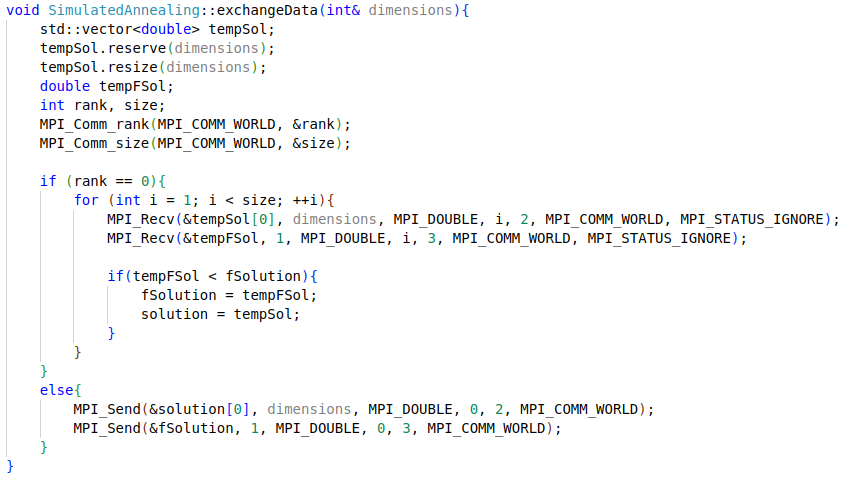 void SimulatedAnnealing::exchangeData(int& dimensions){
    std::vector<double> tempSol;
    tempSol.reserve(dimensions);
    tempSol.resize(dimensions);
    double tempFSol;
    int rank, size;
    MPI_Comm_rank(MPI_COMM_WORLD, &rank);
    MPI_Comm_size(MPI_COMM_WORLD, &size);

    if (rank == 0){
        for (int i = 1; i < size; ++i){
            MPI_Recv(&tempSol[0], dimensions, MPI_DOUBLE, i, 2, MPI_COMM_WORLD, MPI_STATUS_IGNORE);
            MPI_Recv(&tempFSol, 1, MPI_DOUBLE, i, 3, MPI_COMM_WORLD, MPI_STATUS_IGNORE);

            if(tempFSol < fSolution){
                fSolution = tempFSol;
                solution = tempSol;
            }
        }
    }
    else{
        MPI_Send(&solution[0], dimensions, MPI_DOUBLE, 0, 2, MPI_COMM_WORLD);
        MPI_Send(&fSolution, 1, MPI_DOUBLE, 0, 3, MPI_COMM_WORLD);
    }
}